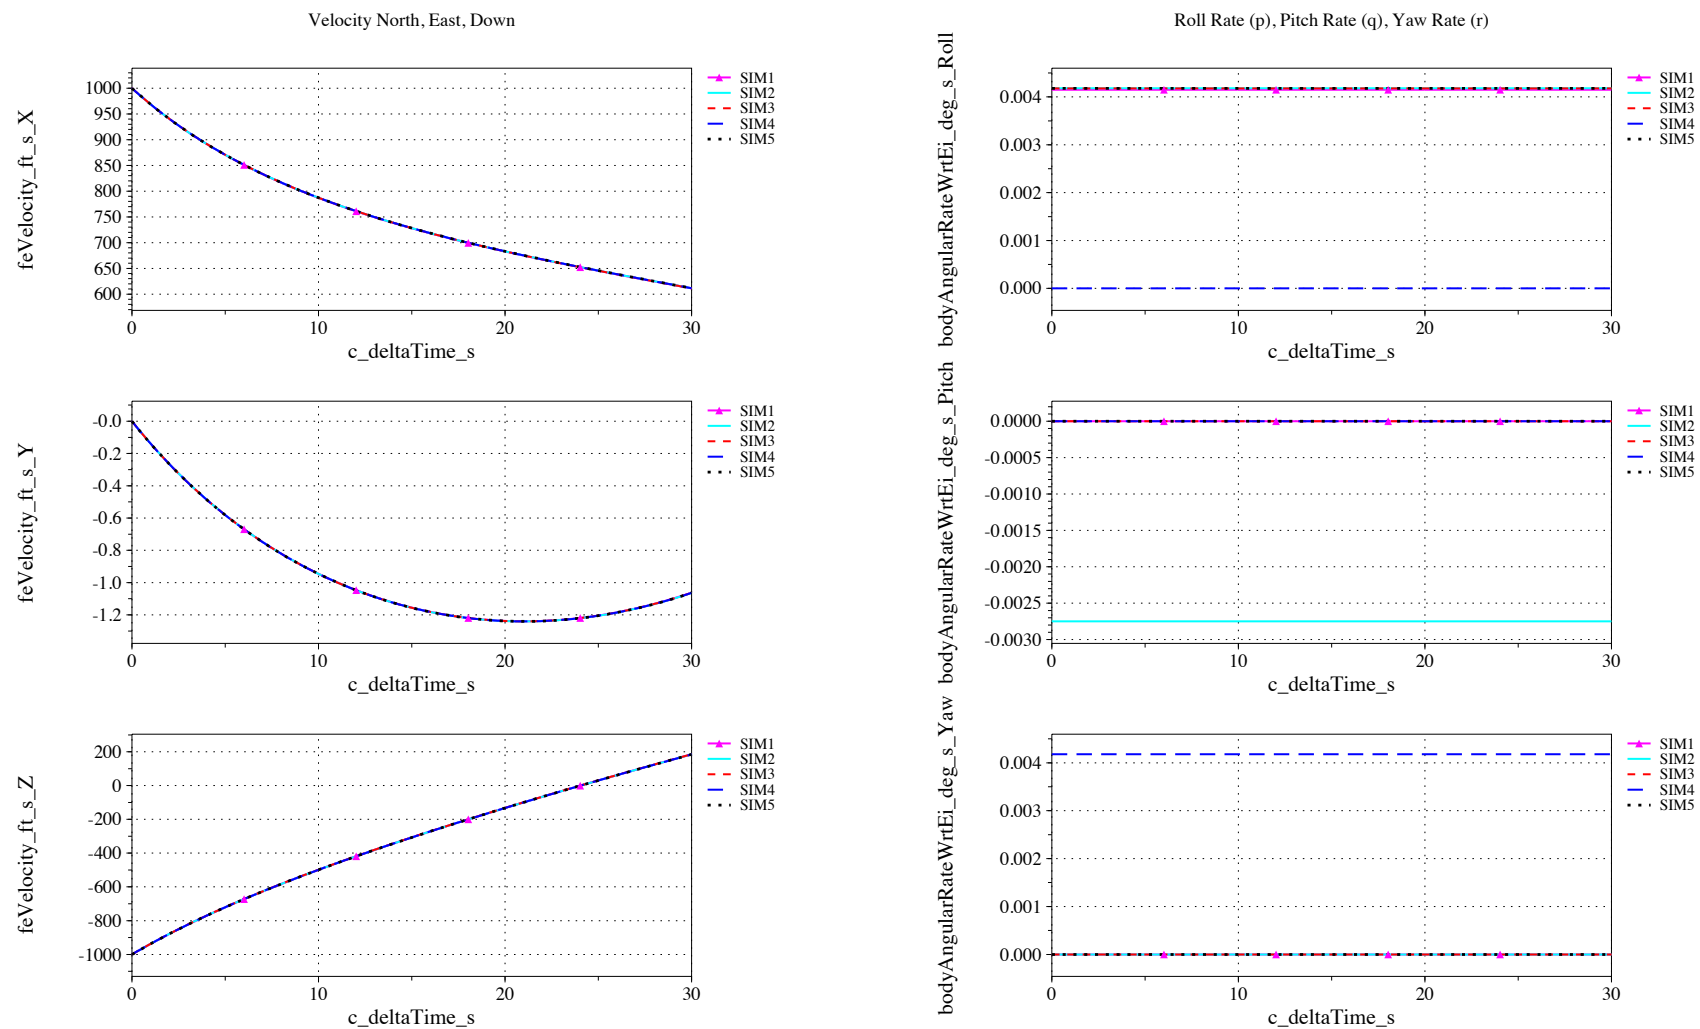 Velocity North, East, Down
feVelocity_ft_s_X
1000
950
900
850
800
750
700
650
600
0 10 20 30
c_deltaTime_s
SIM1
SIM2
SIM3
SIM4
SIM5
feVelocity_ft_s_Y
-0.0
-0.2
-0.4
-0.6
-0.8
-1.0
-1.2
0 10 20 30
c_deltaTime_s
SIM1
SIM2
SIM3
SIM4
SIM5
feVelocity_ft_s_Z
200
0
-200
-400
-600
-800
-1000
0 10 20 30
c_deltaTime_s
SIM1
SIM2
SIM3
SIM4
SIM5
Roll Rate (p), Pitch Rate (q), Yaw Rate (r)
bodyAngularRateWrtEi_deg_s_Roll
0.004
0.003
0.002
0.001
0.000
0 10 20 30
c_deltaTime_s
SIM1
SIM2
SIM3
SIM4
SIM5
bodyAngularRateWrtEi_deg_s_Pitch
0.0000
-0.0005
-0.0010
-0.0015
-0.0020
-0.0025
-0.0030
0 10 20 30
c_deltaTime_s
SIM1
SIM2
SIM3
SIM4
SIM5
bodyAngularRateWrtEi_deg_s_Yaw
0.004
0.003
0.002
0.001
0.000
0 10 20 30
c_deltaTime_s
SIM1
SIM2
SIM3
SIM4
SIM5